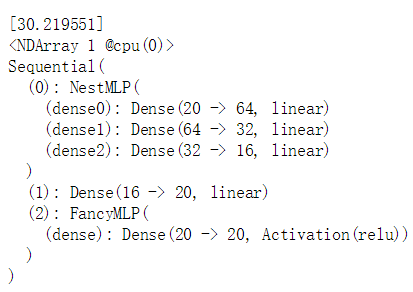 [30.219551]
<NDArray 1 @cpu(0)>
Sequential(
  (0): NestMLP(
    (dense0): Dense(20 -> 64, linear)
    (dense1): Dense(64 -> 32, linear)
    (dense2): Dense(32 -> 16, linear)
  )
  (1): Dense(16 -> 20, linear)
  (2): FancyMLP(
    (dense): Dense(20 -> 20, Activation(relu))
  )
)